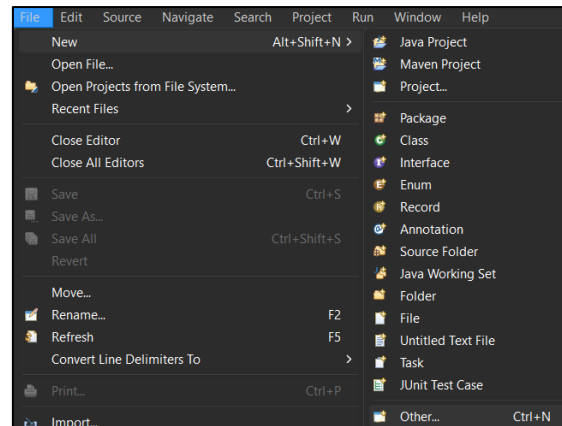 File Edit Source Navigate Search Project Run Window Help
New Alt+Shift+N >
Open File...
Open Projects from File System...
Recent Files >
Close Editor Ctrl+W
Close All Editors Ctrl+Shift+W
Save Ctrl+S
Save As...
Save All Ctrl+Shift+S
Revert
Move...
Rename... F2
Refresh F5
Convert Line Delimiters To >
Print... Ctrl+P
Import...
Java Project
Maven Project
Project...
Package
Class
Interface
Enum
Record
Annotation
Source Folder
Java Working Set
Folder
File
Untitled Text File
Task
JUnit Test Case
Other... Ctrl+N